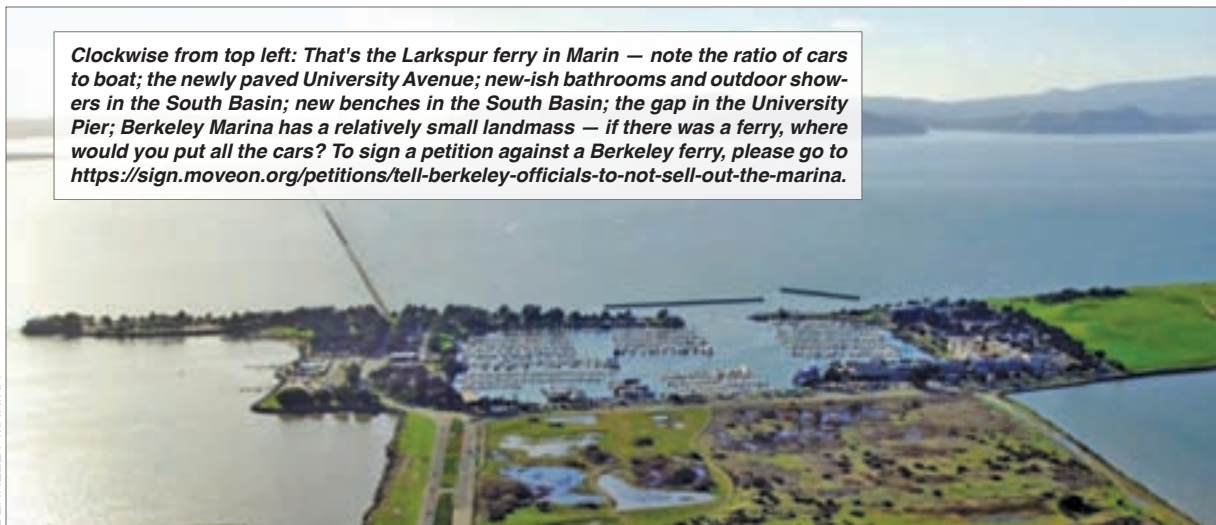 Clockwise from top left: That's the Larkspur ferry in Marin — note the ratio of cars
to boat; the newly paved University Avenue; new-ish bathrooms and outdoor show-
ers in the South Basin; new benches in the South Basin; the gap in the University
Pier; Berkeley Marina has a relatively small landmass — if there was a ferry, where
would you put all the cars? To sign a petition against a Berkeley ferry, please go to
https://sign.moveon.org/petitions/tell-berkeley-officials-to-not-sell-out-the-marina.